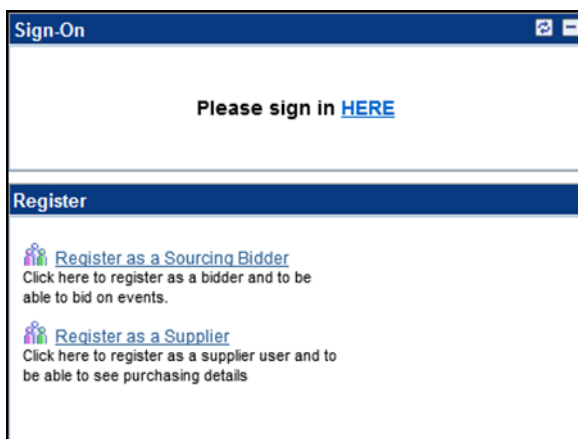 Sign-On
Please sign in HERE
Register
Register as a Sourcing Bidder
Click here to register as a bidder and to be
able to bid on events.
Register as a Supplier
Click here to register as a supplier user and to
be able to see purchasing details